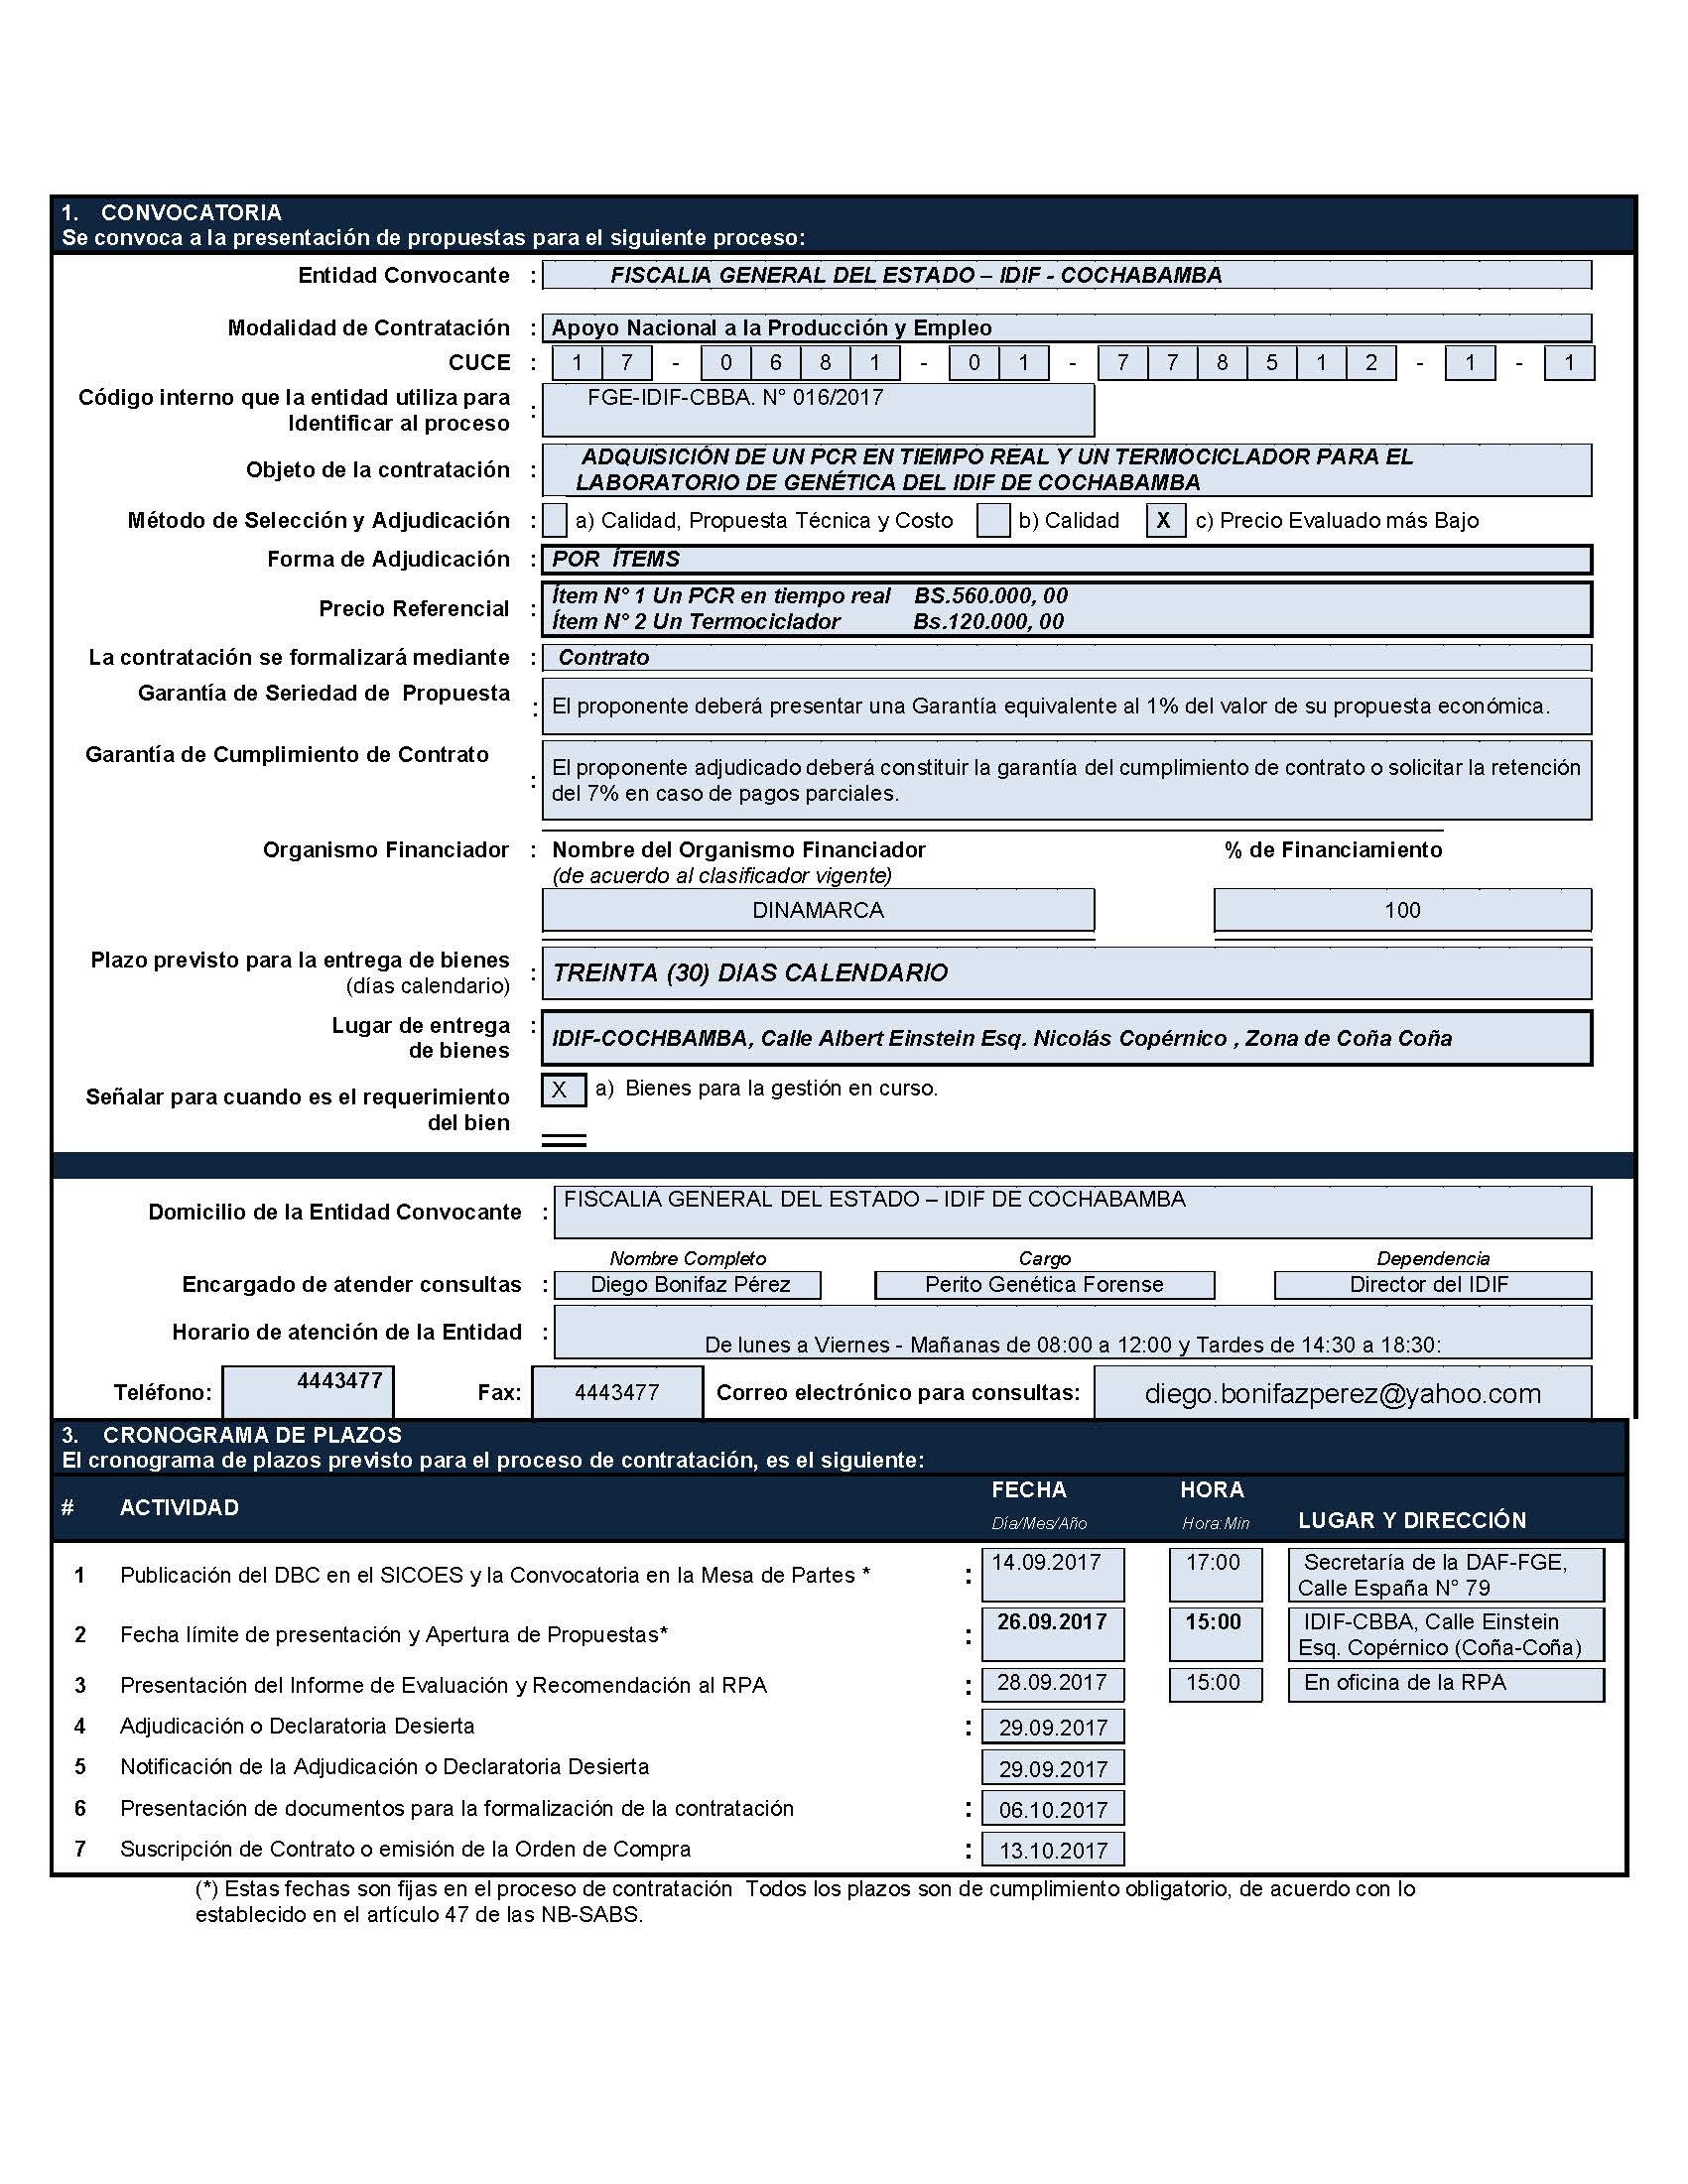 1. CONVOCATORIA
Se convoca a la presentación de propuestas para el siguiente proceso:
Entidad Convocante : FISCALIA GENERAL DEL ESTADO – IDIF - COCHABAMBA
Modalidad de Contratación : Apoyo Nacional a la Producción y Empleo
CUCE : 1 7 - 0 6 8 1 - 0 1 - 7 7 8 5 1 2 - 1 - 1
Código interno que la entidad utiliza para
Identificar al proceso : FGE-IDIF-CBBA. N° 016/2017
Objeto de la contratación : ADQUISICIÓN DE UN PCR EN TIEMPO REAL Y UN TERMOCICLADOR PARA EL
LABORATORIO DE GENÉTICA DEL IDIF DE COCHABAMBA
Método de Selección y Adjudicación : a) Calidad, Propuesta Técnica y Costo b) Calidad X c) Precio Evaluado más Bajo
Forma de Adjudicación : POR ÍTEMS
Precio Referencial : Ítem N° 1 Un PCR en tiempo real BS.560.000, 00
Ítem N° 2 Un Termociclador Bs.120.000, 00
La contratación se formalizará mediante : Contrato
Garantía de Seriedad de Propuesta : El proponente deberá presentar una Garantía equivalente al 1% del valor de su propuesta económica.
Garantía de Cumplimiento de Contrato : El proponente adjudicado deberá constituir la garantía del cumplimiento de contrato o solicitar la retención
del 7% en caso de pagos parciales.
Organismo Financiador : Nombre del Organismo Financiador % de Financiamiento
(de acuerdo al clasificador vigente)
DINAMARCA 100
Plazo previsto para la entrega de bienes
(días calendario) : TREINTA (30) DIAS CALENDARIO
Lugar de entrega :
de bienes IDIF-COCHBAMBA, Calle Albert Einstein Esq. Nicolás Copérnico , Zona de Coña Coña
Señalar para cuando es el requerimiento
del bien X a) Bienes para la gestión en curso.
Domicilio de la Entidad Convocante : FISCALIA GENERAL DEL ESTADO – IDIF DE COCHABAMBA
Nombre Completo Cargo Dependencia
Encargado de atender consultas : Diego Bonifaz Pérez Perito Genética Forense Director del IDIF
Horario de atención de la Entidad : De lunes a Viernes - Mañanas de 08:00 a 12:00 y Tardes de 14:30 a 18:30:
Teléfono: 4443477 Fax: 4443477 Correo electrónico para consultas: diego.bonifazperez@yahoo.com
3. CRONOGRAMA DE PLAZOS
El cronograma de plazos previsto para el proceso de contratación, es el siguiente:
# ACTIVIDAD FECHA HORA LUGAR Y DIRECCIÓN
Día/Mes/Año Hora:Min
1 Publicación del DBC en el SICOES y la Convocatoria en la Mesa de Partes * : 14.09.2017 17:00 Secretaría de la DAF-FGE,
Calle España N° 79
2 Fecha límite de presentación y Apertura de Propuestas* : 26.09.2017 15:00 IDIF-CBBA, Calle Einstein
Esq. Copérnico (Coña-Coña)
3 Presentación del Informe de Evaluación y Recomendación al RPA : 28.09.2017 15:00 En oficina de la RPA
4 Adjudicación o Declaratoria Desierta : 29.09.2017
5 Notificación de la Adjudicación o Declaratoria Desierta 29.09.2017
6 Presentación de documentos para la formalización de la contratación : 06.10.2017
7 Suscripción de Contrato o emisión de la Orden de Compra : 13.10.2017
(*) Estas fechas son fijas en el proceso de contratación Todos los plazos son de cumplimiento obligatorio, de acuerdo con lo
establecido en el artículo 47 de las NB-SABS.